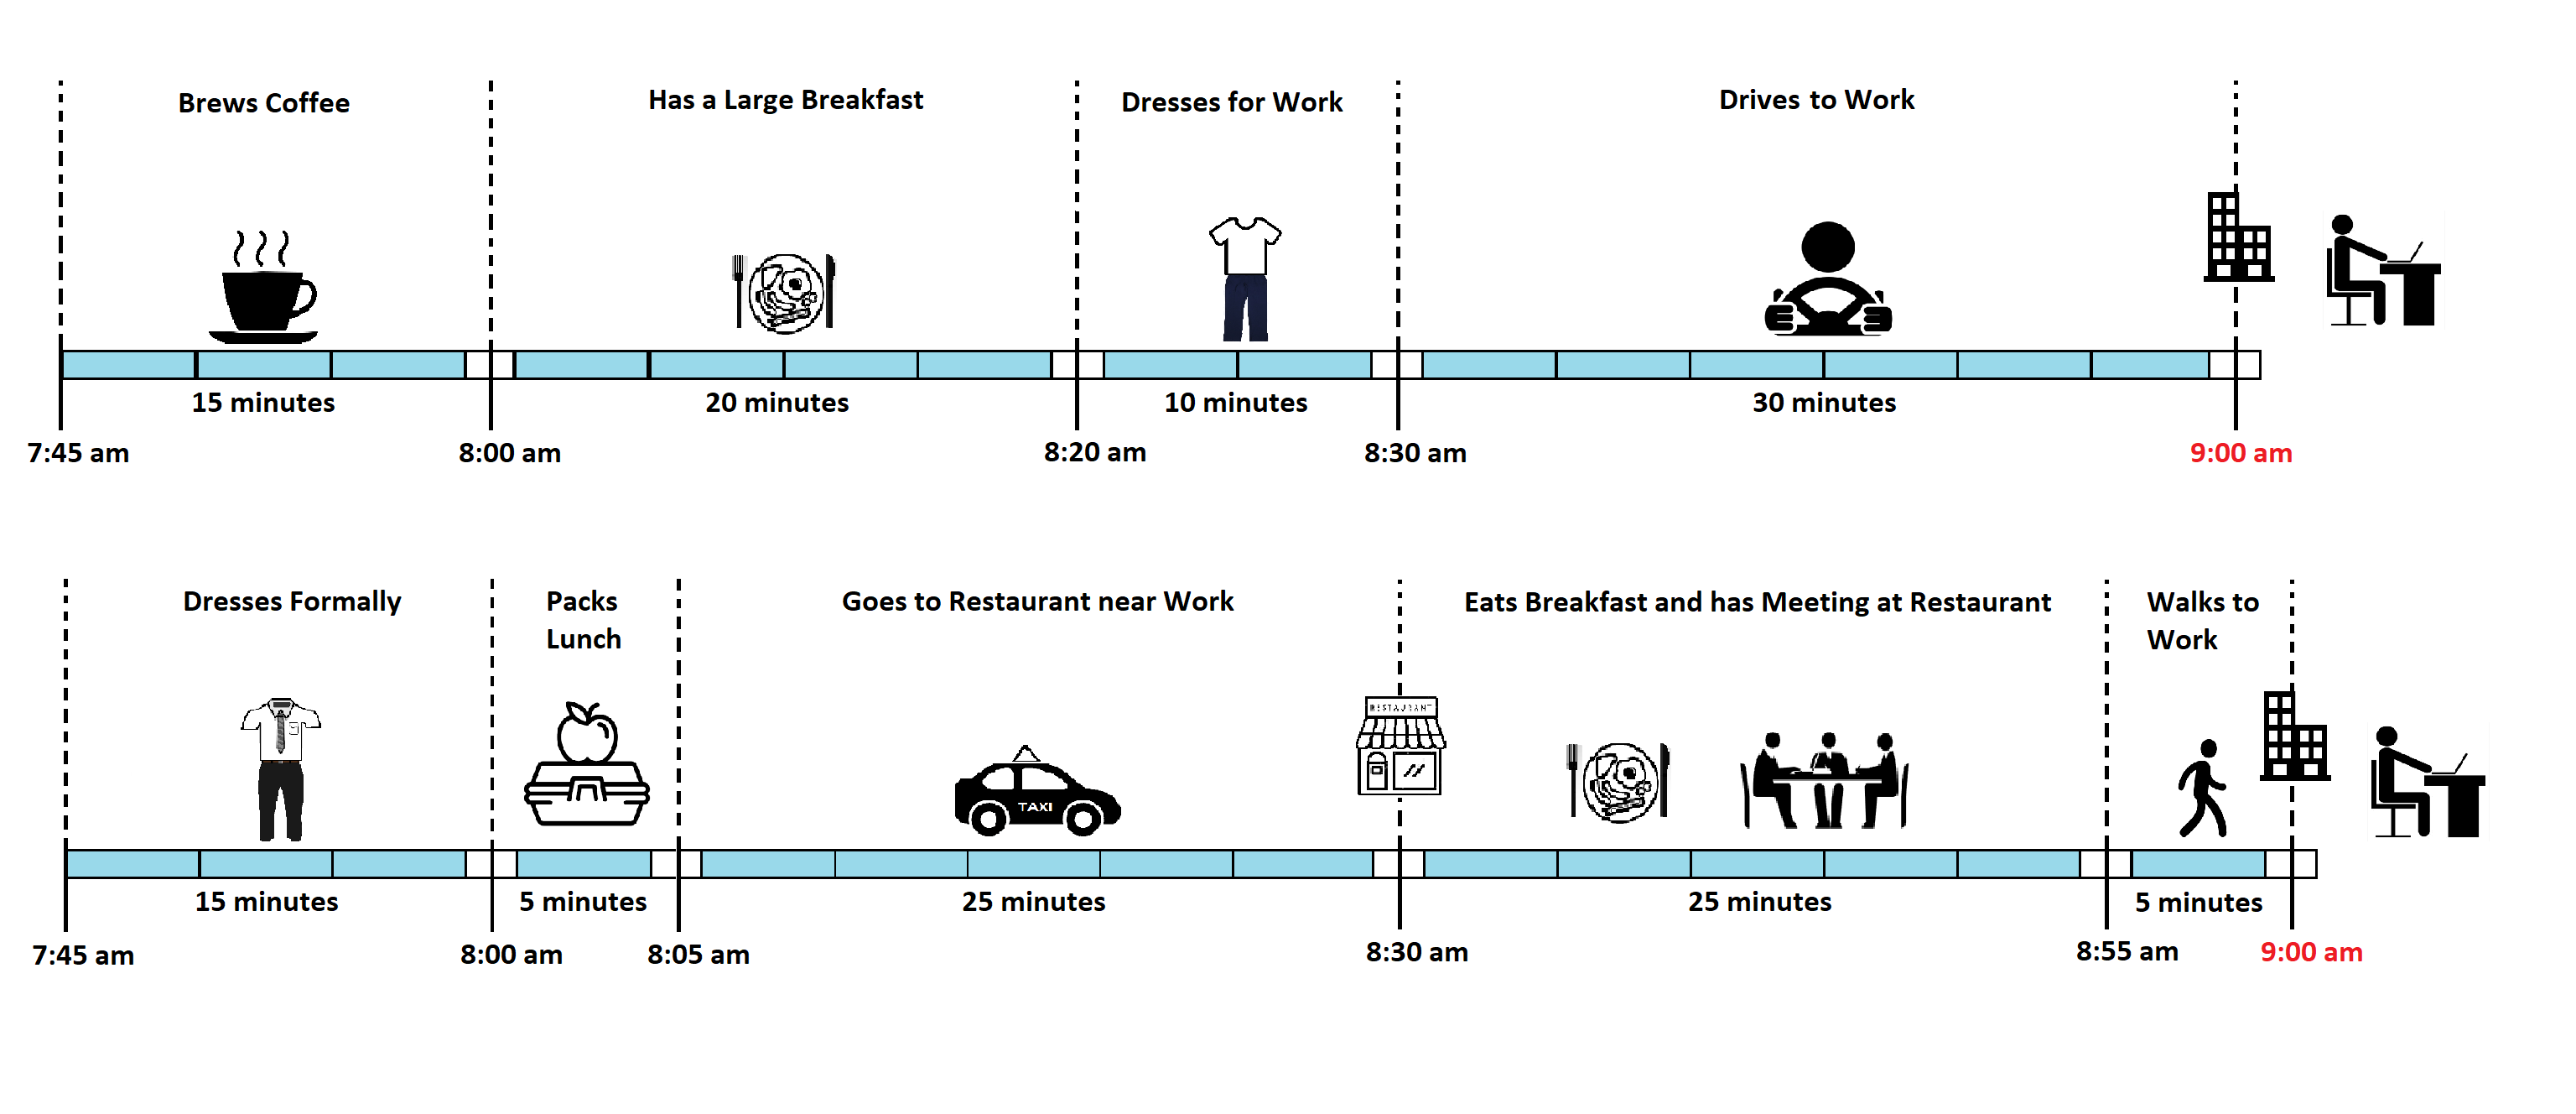 Brews Coffee
Has a Large Breakfast
Dresses for Work
Drives to Work
15 minutes
20 minutes
10 minutes
30 minutes
7:45 am
8:00 am
8:20 am
8:30 am
9:00 am
Dresses Formally
Packs
Lunch
Goes to Restaurant near Work
Eats Breakfast and has Meeting at Restaurant
Walks to
Work
RESTAURANT
TAXI
15 minutes
5 minutes
25 minutes
25 minutes
5 minutes
7:45 am
8:00 am
8:05 am
8:30 am
8:55 am
9:00 am